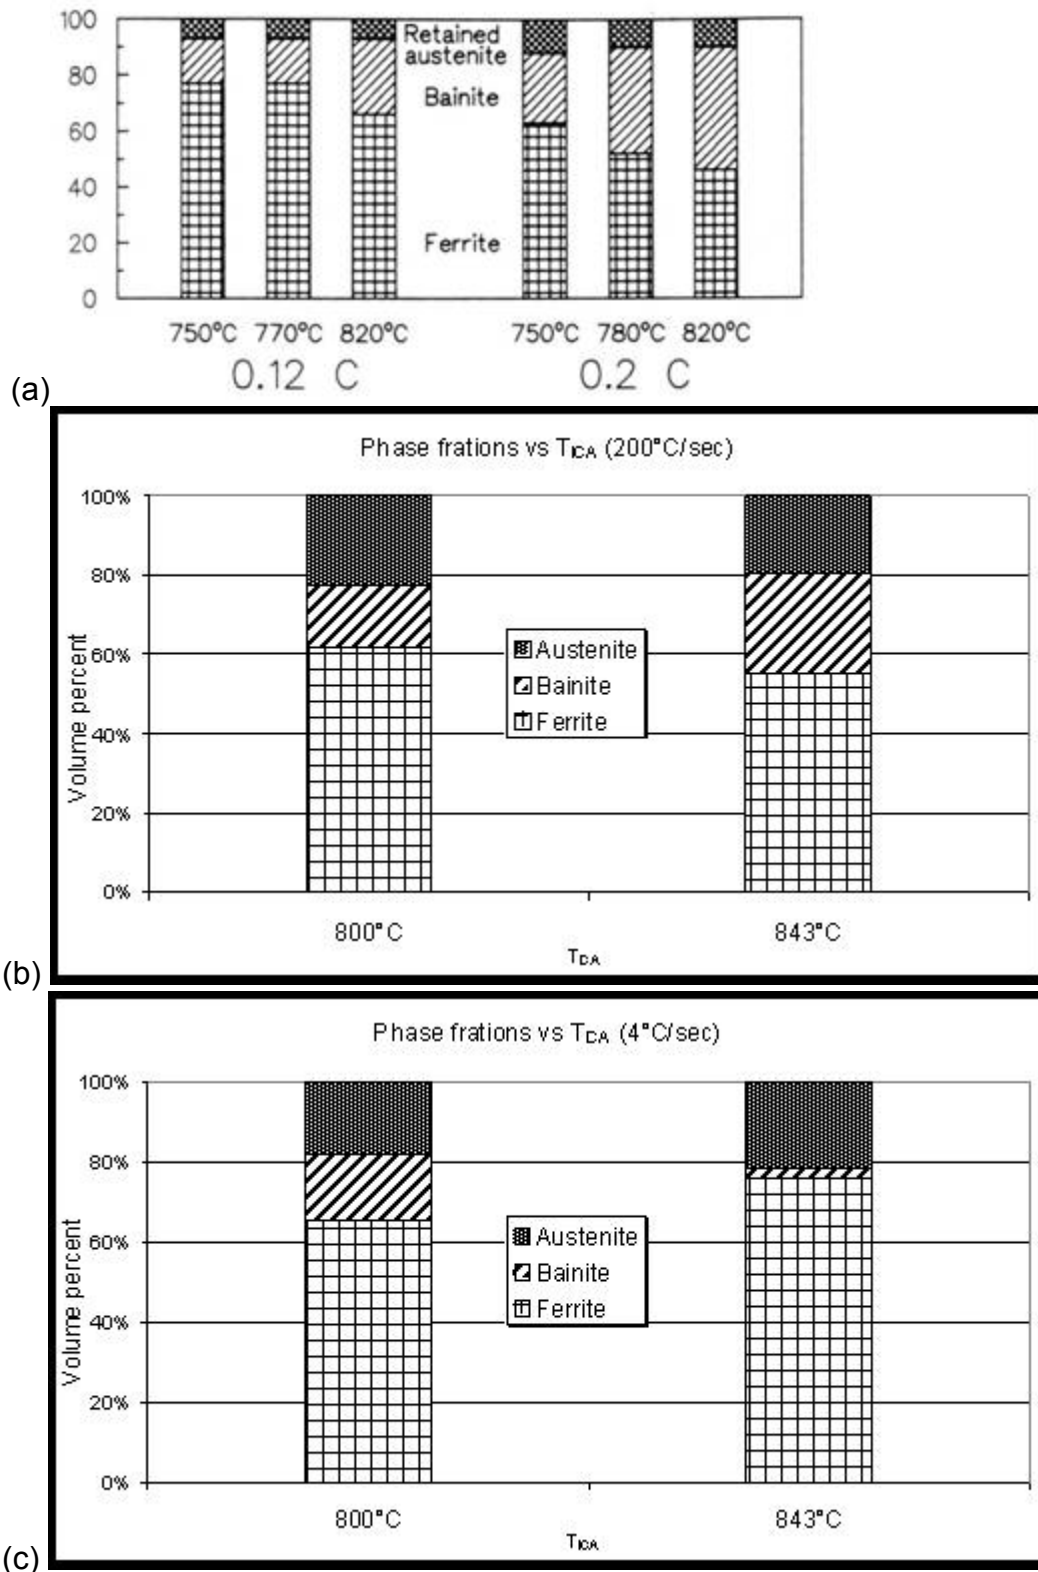 100
80
60
40
20
0
Retained
austenite
Bainite
Ferrite
750°C 770°C 820°C 750°C 780°C 820°C
0.12 C 0.2 C
(a)
Phase frations vs TICA (200°C/sec)
Volume percent
100%
80%
60%
40%
20%
0%
Austenite
Bainite
Ferrite
800°C 843°C
TICA
(b)
Phase frations vs TICA (4°C/sec)
Volume percent
100%
80%
60%
40%
20%
0%
Austenite
Bainite
Ferrite
800°C 843°C
TICA
(c)